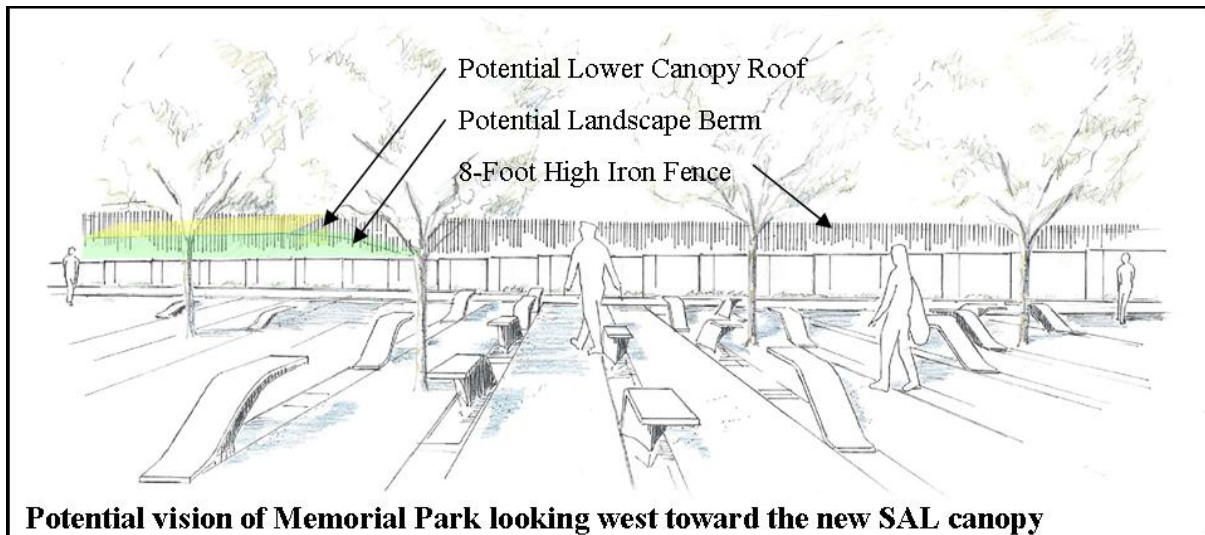 Potential Lower Canopy Roof
Potential Landscape Berm
8-Foot High Iron Fence
Potential vision of Memorial Park looking west toward the new SAL canopy